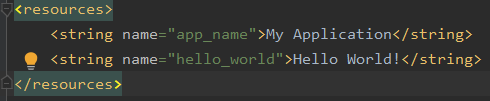 <resources>
<string name="app_name">My Application</string>
<string name="hello_world">Hello World!</string>
</resources>